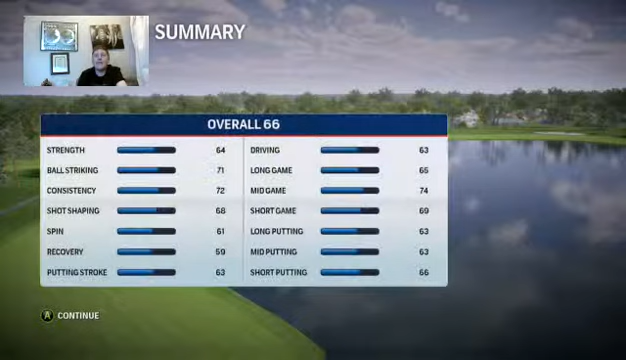 SUMMARY
OVERALL 66
STRENGTH 64 DRIVING 63
BALL STRIKING 71 LONG GAME 65
CONSISTENCY 72 MID GAME 74
SHOT SHAPING 68 SHORT GAME 69
SPIN 61 LONG PUTTING 63
RECOVERY 59 MID PUTTING 63
PUTTING STROKE 63 SHORT PUTTING 66
A CONTINUE